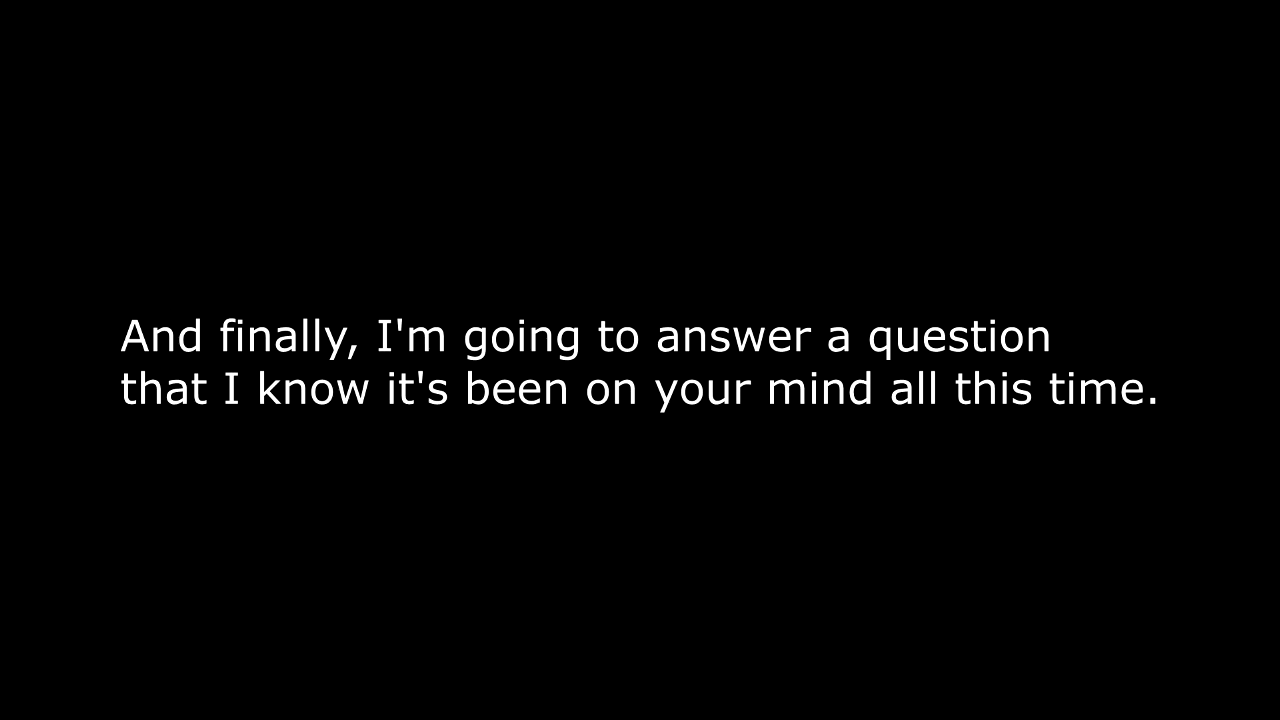 And finally, I'm going to answer a question
that I know it's been on your mind all this time.